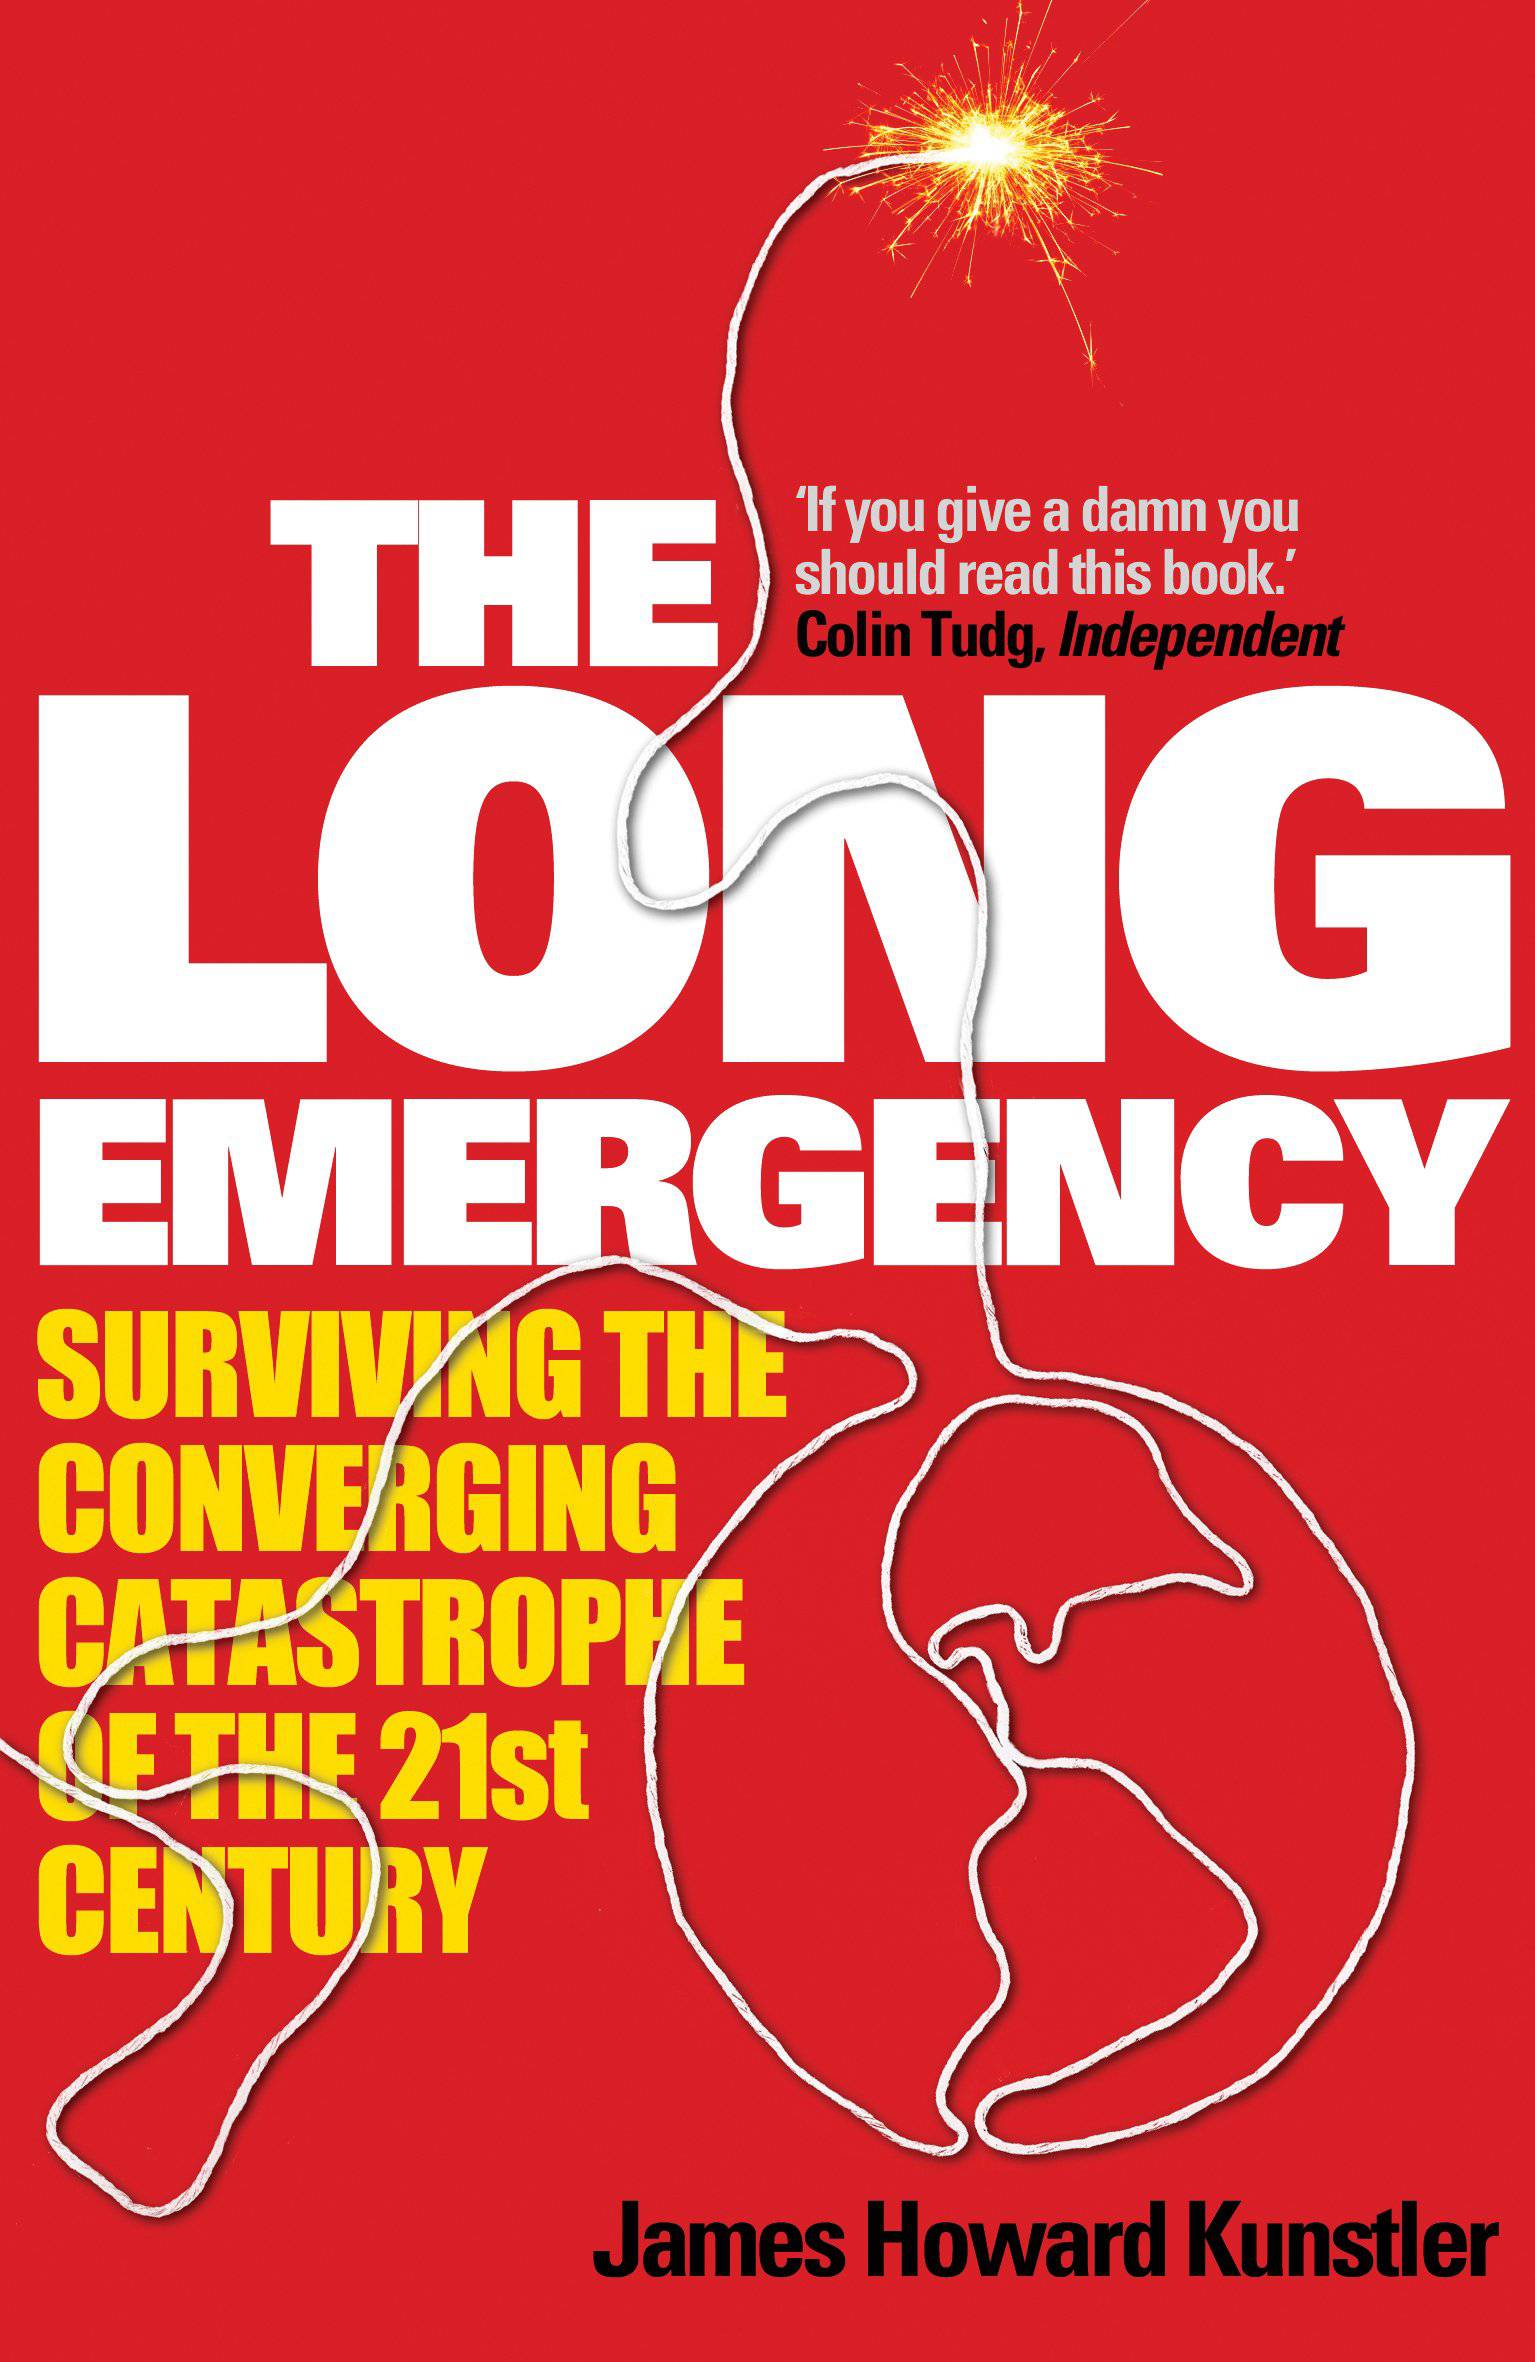 THE
‘If you give a damn you
should read this book.’
Colin Tudg, Independent
LONG
EMERGENCY
SURVIVING THE
CONVERGING
CATASTROPHE
OF THE 21st
CENTURY
James Howard Kunstler